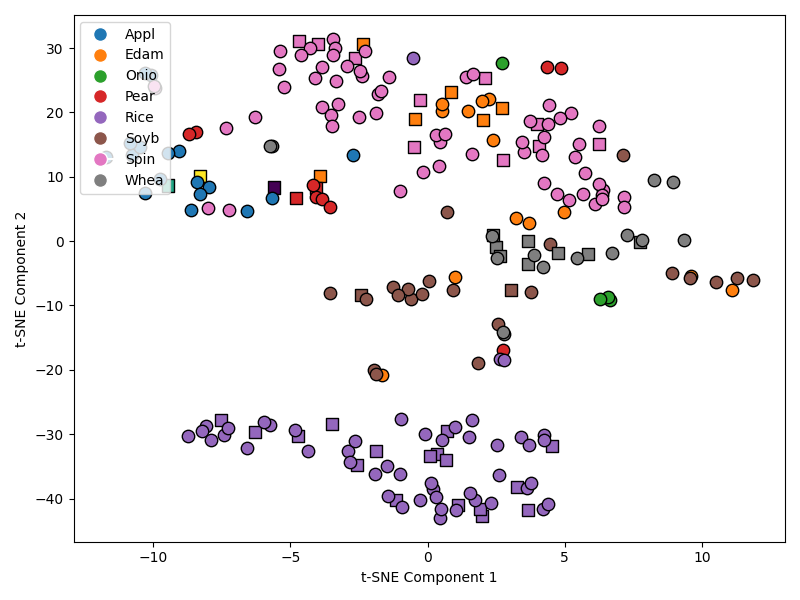 Appl
Edam
Onio
Pear
Rice
Soyb
Spin
Whea
30
20
10
0
−10
−20
−30
−40
t-SNE Component 2
−10
−5
0
5
10
t-SNE Component 1